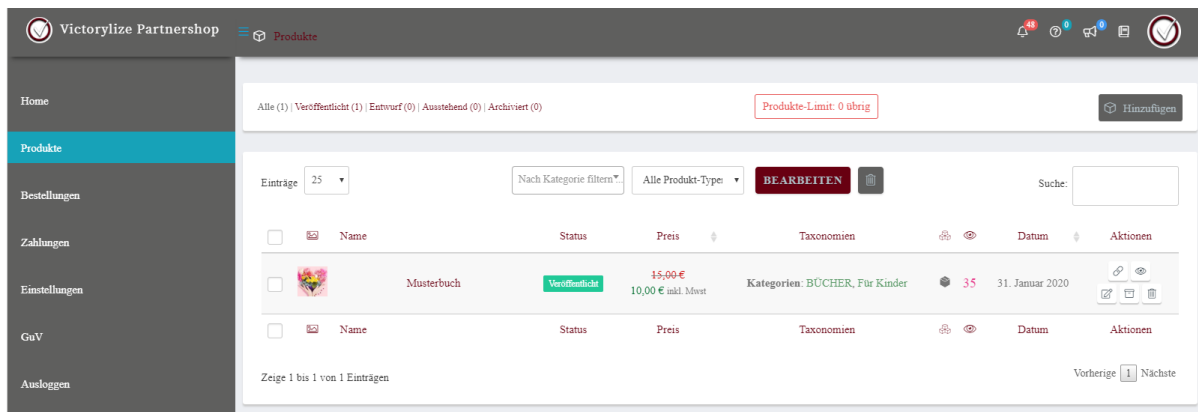 Victorylize Partnershop
Produkte
48
0
0
Home
Produkte
Bestellungen
Zahlungen
Einstellungen
GuV
Ausloggen
Alle (1) | Veröffentlicht (1) | Entwurf (0) | Ausstehend (0) | Archiviert (0)
Produkte-Limit: 0 übrig
Hinzufügen
Einträge 25
Nach Kategorie filtern
Alle Produkt-Type
BEARBEITEN
Suche:
Name Status Preis Taxonomien Datum Aktionen
Musterbuch Veröffentlicht 15,00 € Kategorien: BÜCHER, Für Kinder 35 31. Januar 2020
10,00 € inkl. Mwst
Name Status Preis Taxonomien Datum Aktionen
Zeige 1 bis 1 von 1 Einträgen
Vorherige 1 Nächste